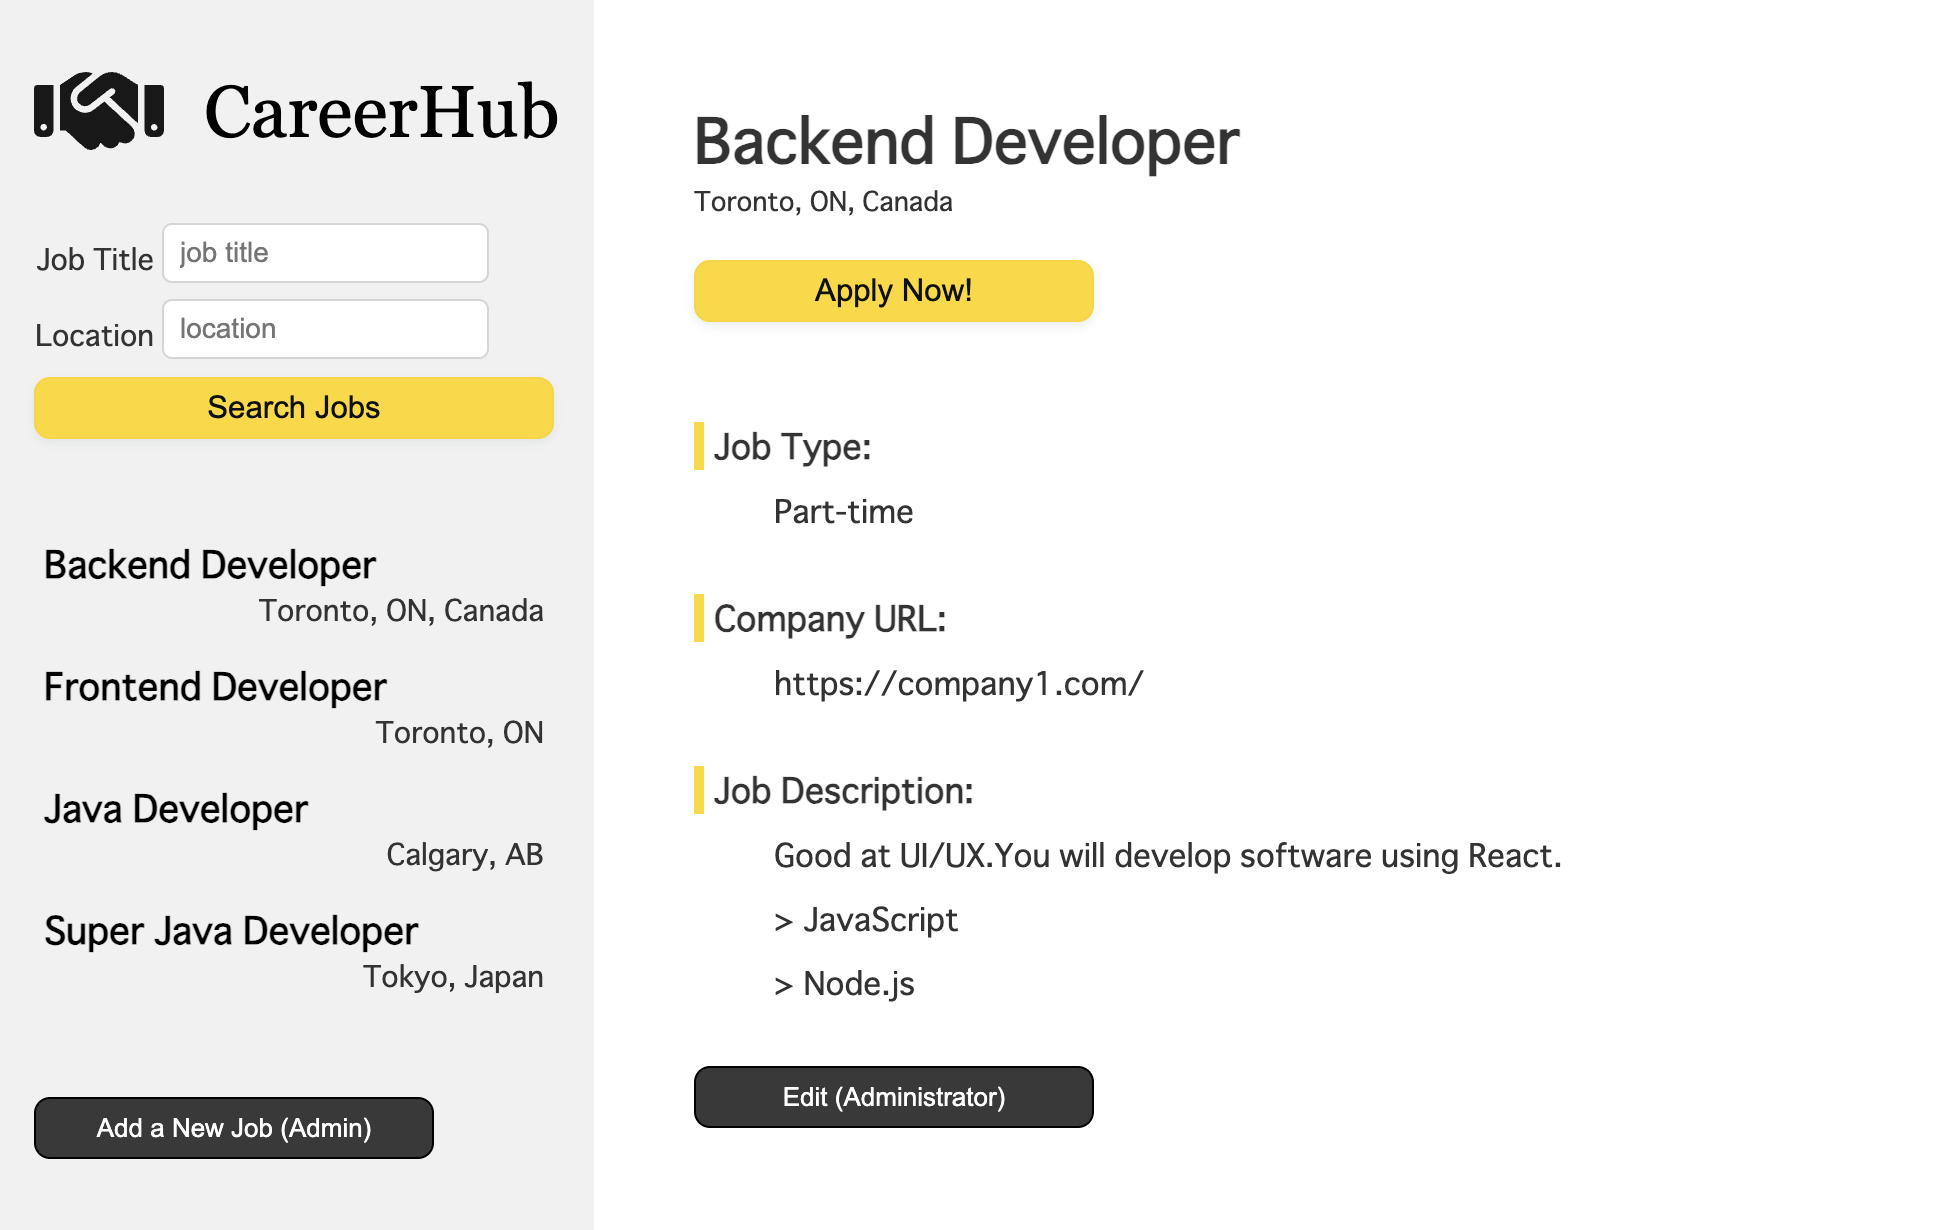 CareerHub
Job Title job title
Location location
Search Jobs
Backend Developer
Toronto, ON, Canada
Frontend Developer
Toronto, ON
Java Developer
Calgary, AB
Super Java Developer
Tokyo, Japan
Add a New Job (Admin)
Backend Developer
Toronto, ON, Canada
Apply Now!
Job Type:
Part-time
Company URL:
https://company1.com/
Job Description:
Good at UI/UX.You will develop software using React.
> JavaScript
> Node.js
Edit (Administrator)